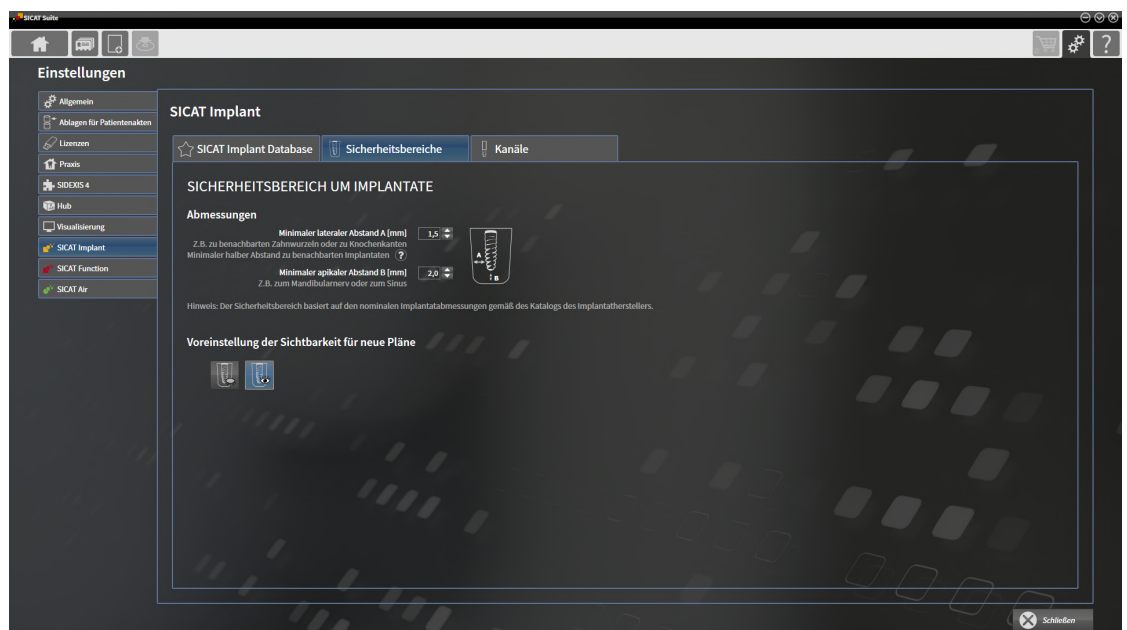 SICAT Suite
Einstellungen
Allgemein
Ablagen für Patientenakten
Lizenzen
Praxis
SIDEXIS 4
Hub
Visualisierung
SICAT Implant
SICAT Function
SICAT Air
SICAT Implant
SICAT Implant Database
Sicherheitsbereiche
Kanäle
SICHERHEITSBEREICH UM IMPLANTATE
Abmessungen
Minimaler lateraler Abstand A [mm] 1,5
Z.B. zu benachbarten Zahnwurzeln oder zu Knochenkanten
Minimaler halber Abstand zu benachbarten Implantaten ?
Minimaler apikaler Abstand B [mm] 2,0
Z.B. zum Mandibularnerv oder zum Sinus
A
B
Hinweis: Der Sicherheitsbereich basiert auf den nominalen Implantatabmessungen gemäß des Katalogs des Implantatherstellers.
Voreinstellung der Sichtbarkeit für neue Pläne
Schließen